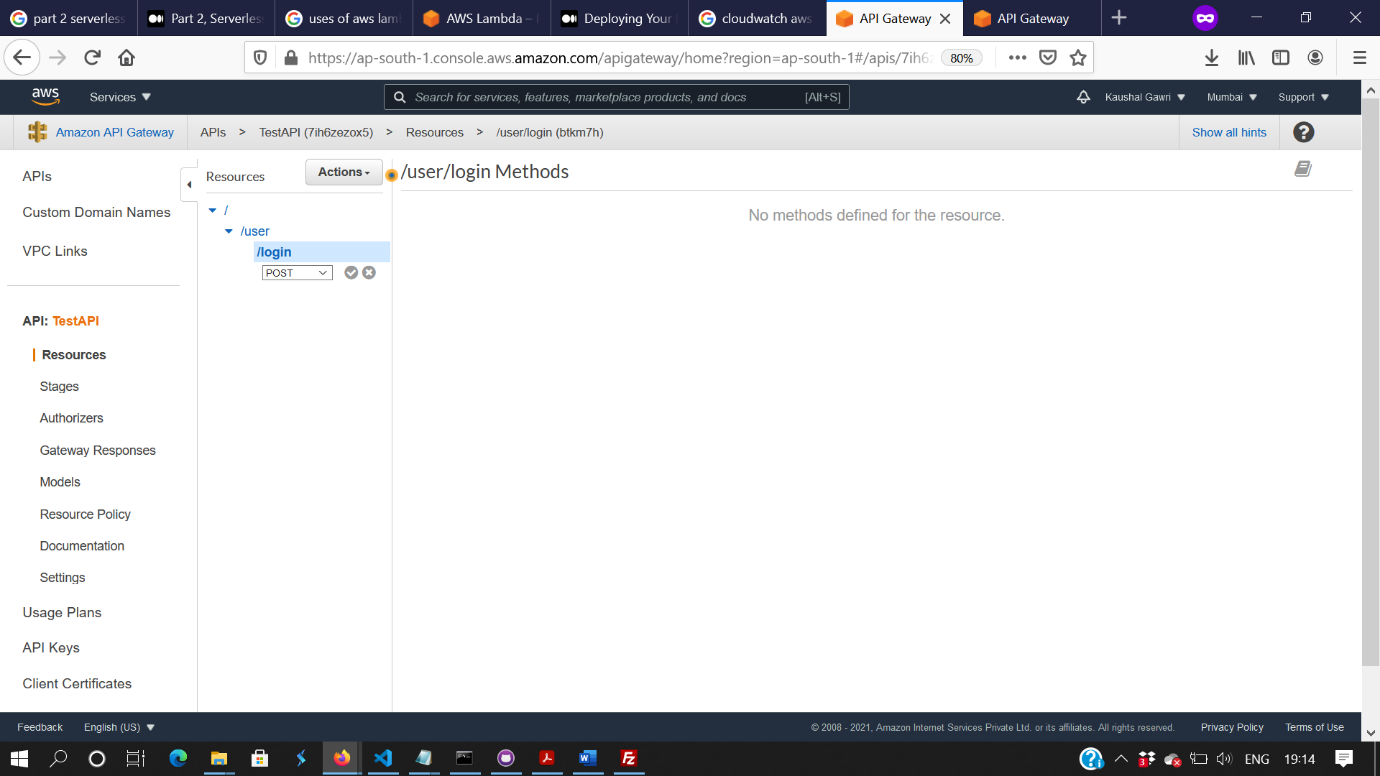 part 2 serverless
Part 2, Serverless
uses of aws lam
AWS Lambda –
Deploying Your
cloudwatch aws
API Gateway
API Gateway
https://ap-south-1.console.aws.amazon.com/apigateway/home?region=ap-south-1#/apis/7ih6z
80%
aws
Services
Search for services, features, marketplace products, and docs
[Alt+S]
Kaushal Gawri
Mumbai
Support
Amazon API Gateway
APIs > TestAPI (7ih6zezox5) > Resources > /user/login (btkm7h)
Show all hints
?
APIs
Custom Domain Names
VPC Links
API: TestAPI
Resources
Stages
Authorizers
Gateway Responses
Models
Resource Policy
Documentation
Settings
Usage Plans
API Keys
Client Certificates
Resources
Actions
/
/user
/login
POST
/user/login Methods
No methods defined for the resource.
Feedback
English (US)
© 2008 - 2021, Amazon Internet Services Private Ltd. or its affiliates. All rights reserved.
Privacy Policy
Terms of Use
3
ENG
19:14